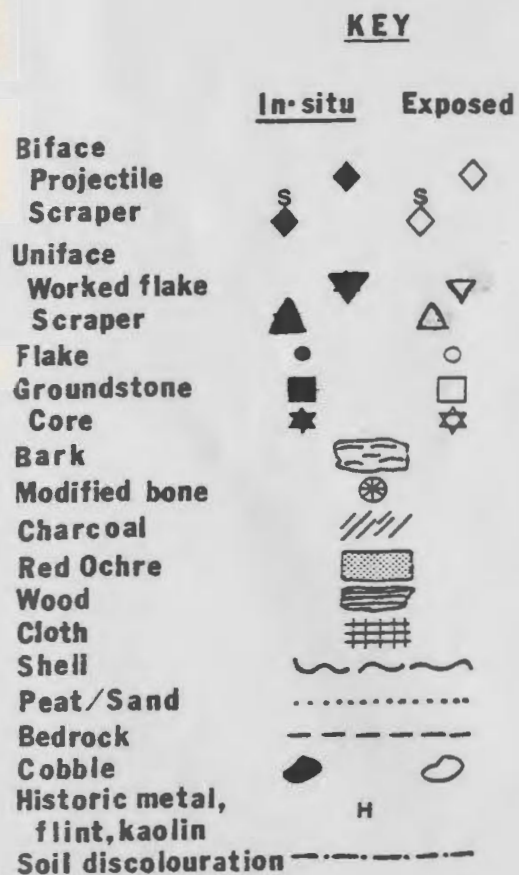 KEY
In-situ Exposed
Biface
Projectile
S S
Scraper
Uniface
Worked flake
Scraper
Flake
Groundstone
Core
Bark
Modified bone
Charcoal
Red Ochre
Wood
Cloth
Shell
Peat/Sand
Bedrock
Cobble
Historic metal,
H
flint, kaolin
Soil discolouration